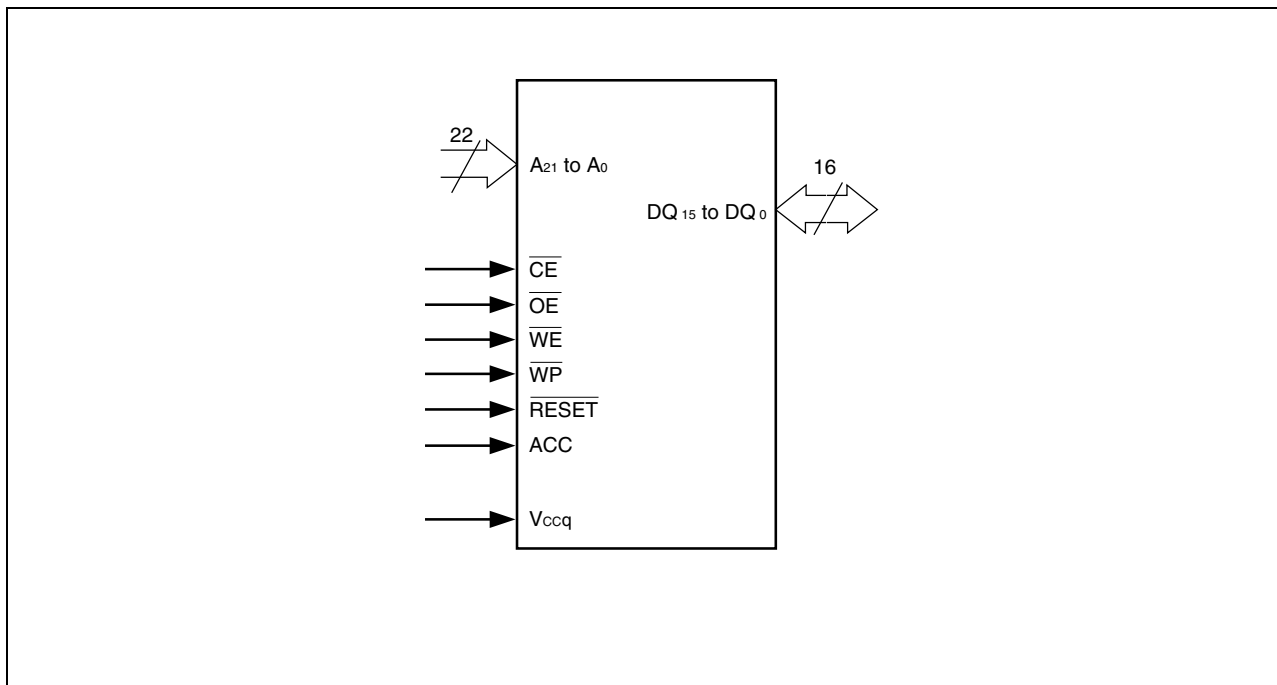 22
A21 to A0
16
DQ 15 to DQ 0
CE
OE
WE
WP
RESET
ACC
Vccq